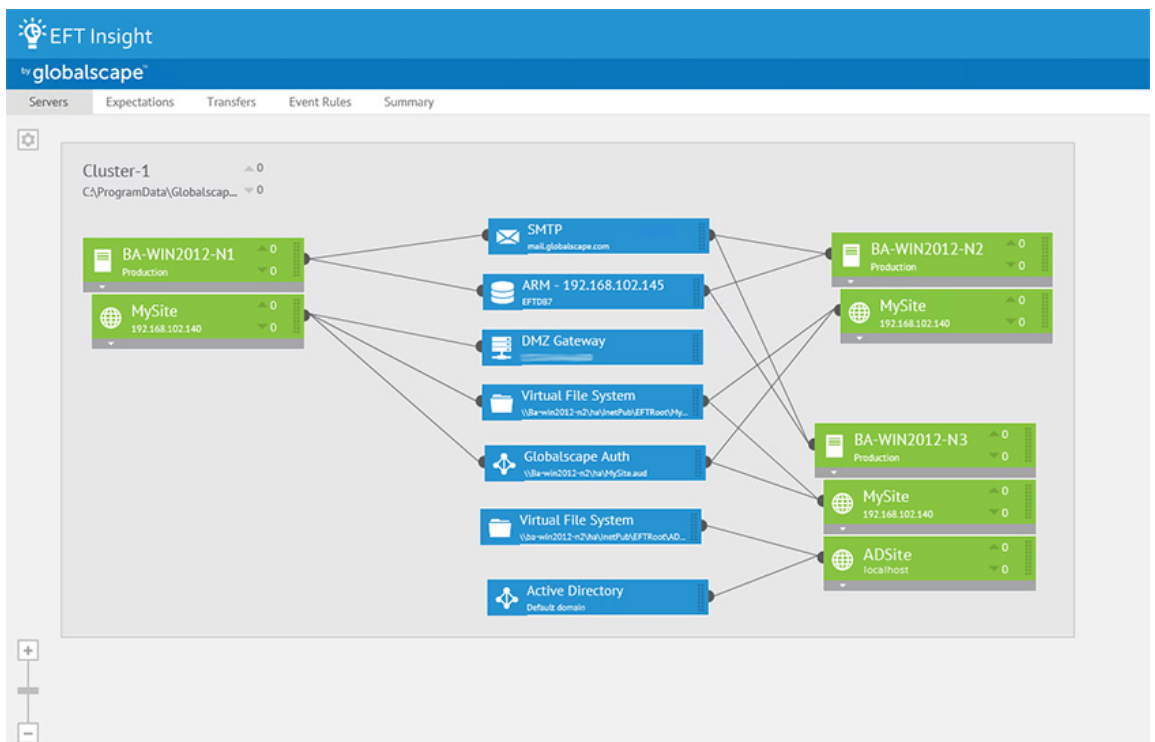 EFT Insight
by globalscape™
Servers Expectations Transfers Event Rules Summary
Cluster-1 0
C:\ProgramData\Globalscap... 0
BA-WIN2012-N1 0
Production 0
MySite 0
192.168.102.140 0
SMTP
mail.globalscape.com
ARM - 192.168.102.145
EFTDB7
DMZ Gateway
Virtual File System
\\Ba-win2012-n2\ha\InetPub\EFTRoot\My...
Globalscape Auth
\\Ba-win2012-n2\ha\MySite.aud
Virtual File System
\\ba-win2012-n2\ha\InetPub\EFTRoot\AD...
Active Directory
Default domain
BA-WIN2012-N2 0
Production 0
MySite 0
192.168.102.140 0
BA-WIN2012-N3 0
Production 0
MySite 0
192.168.102.140 0
ADSite 0
localhost 0